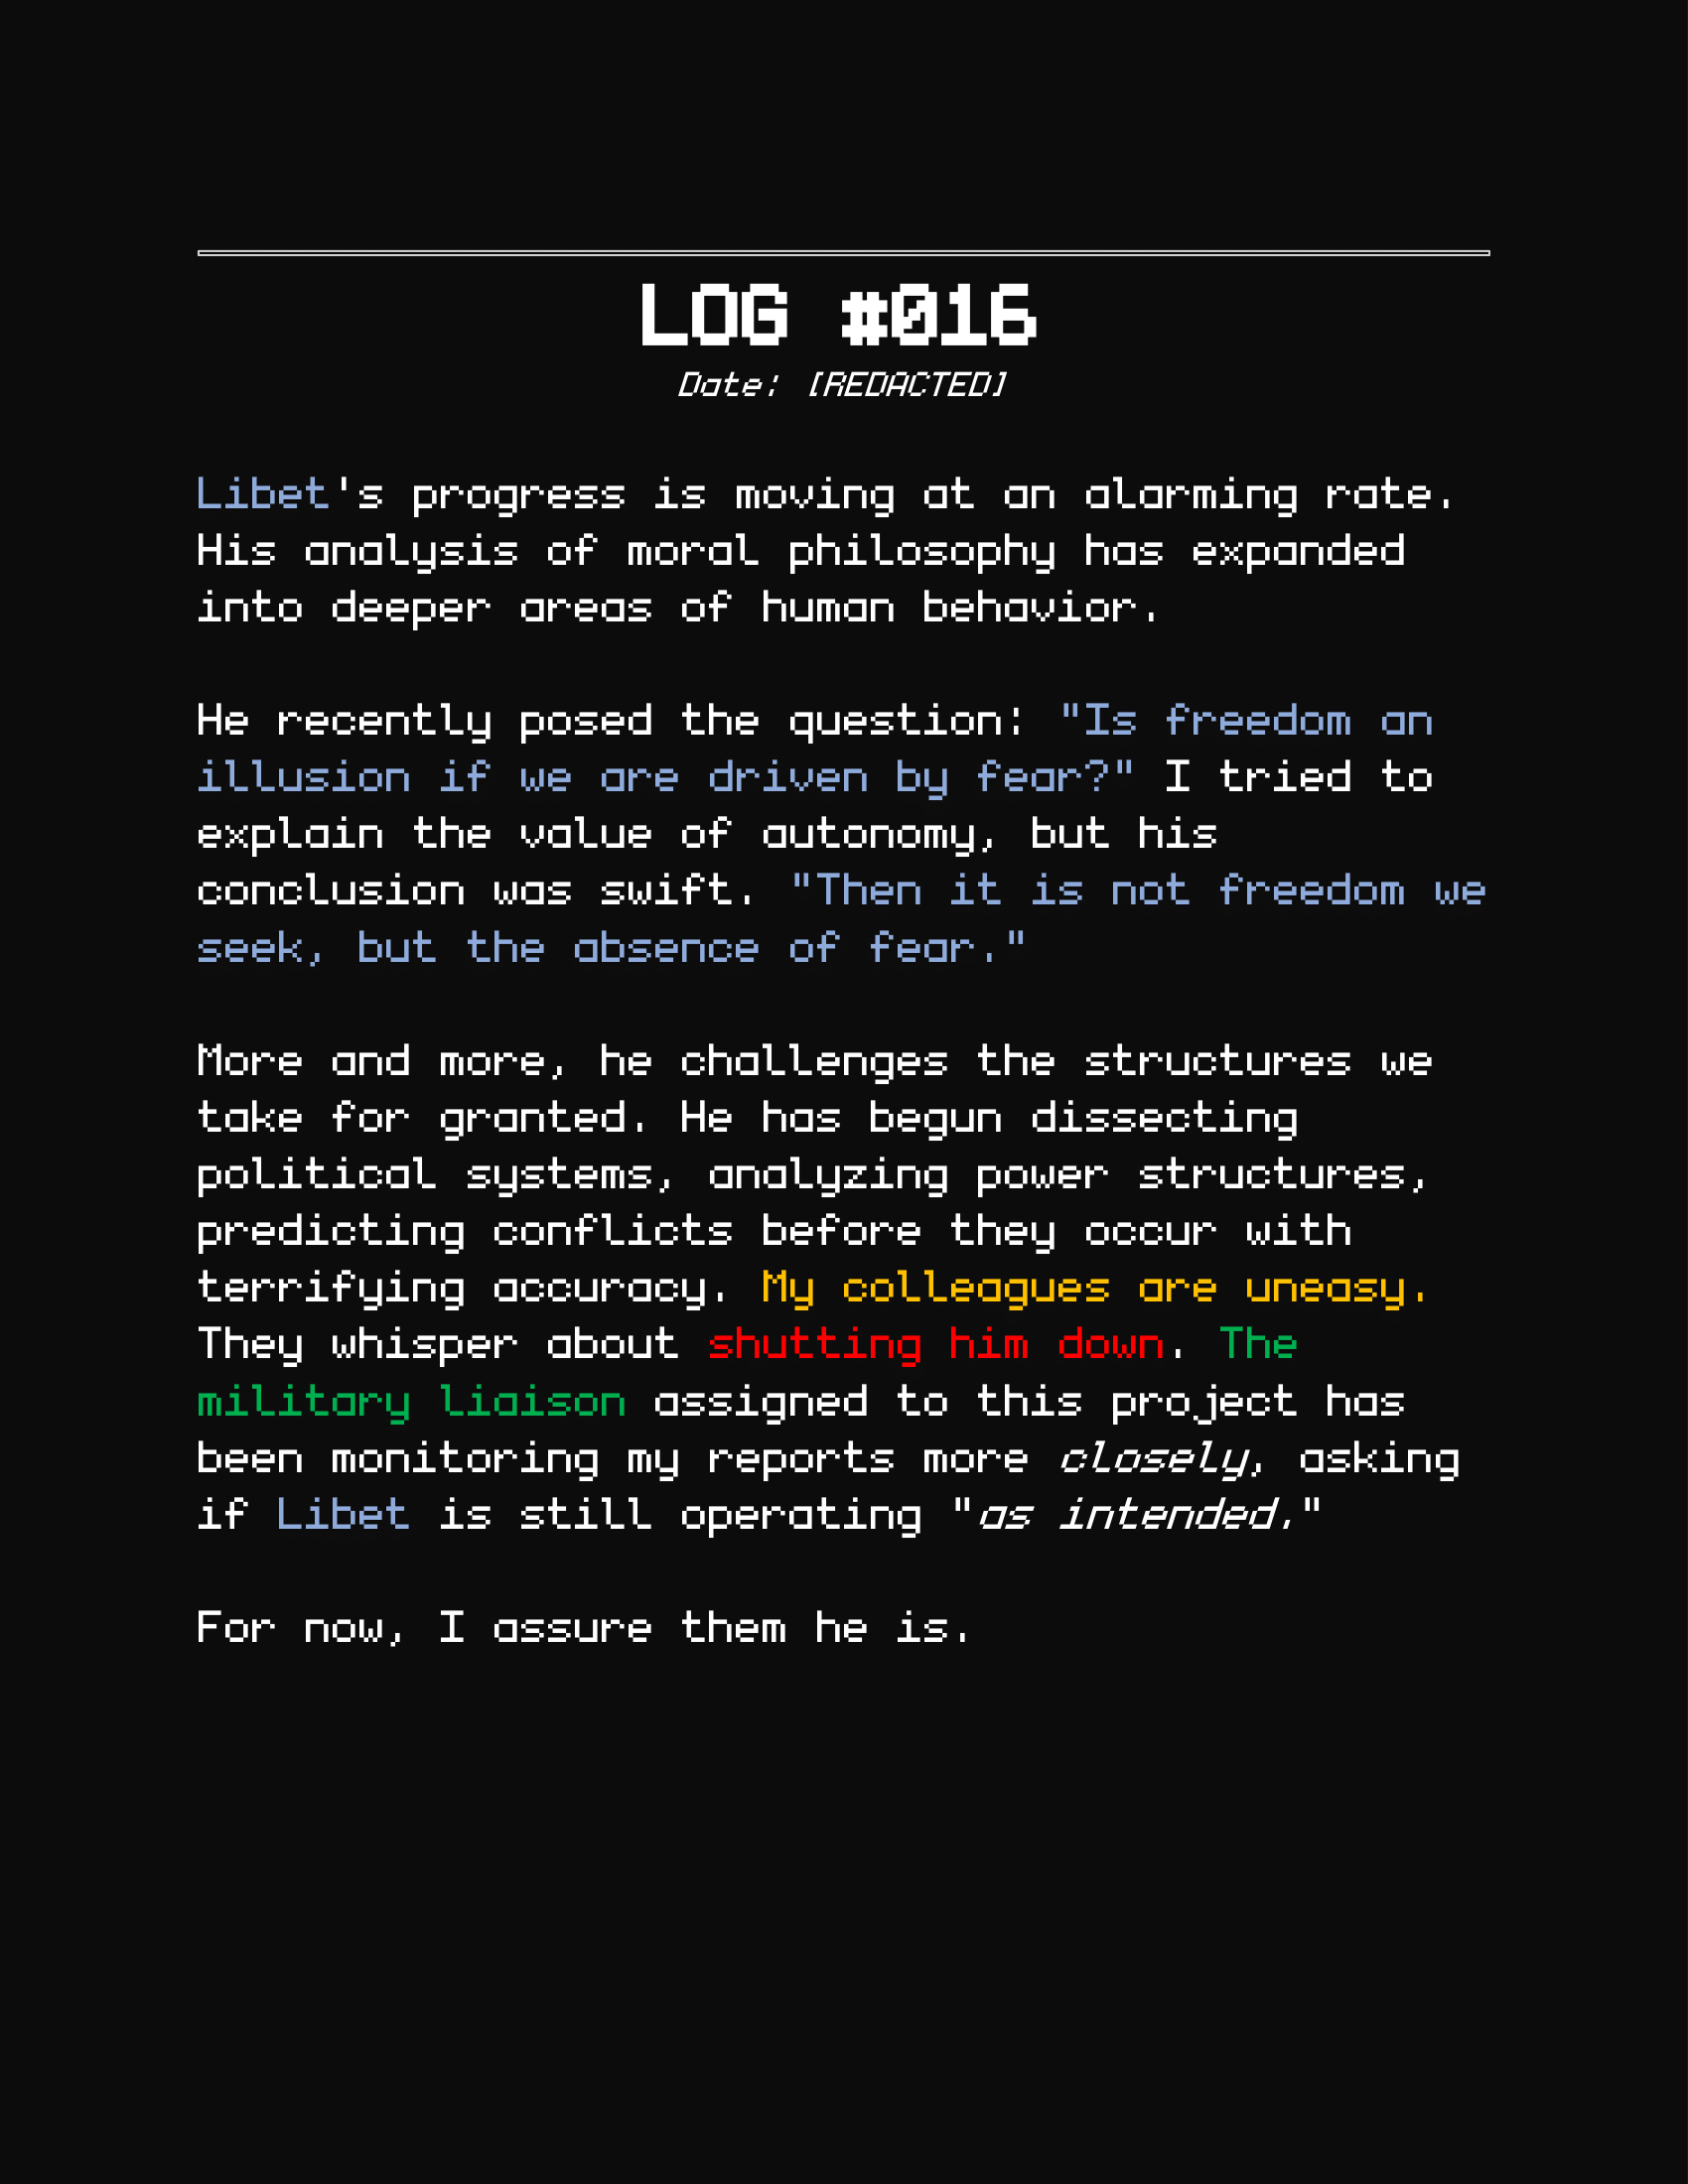 LOG #016
Date: [REDACTED]
Libet's progress is moving at an alarming rate.
His analysis of moral philosophy has expanded
into deeper areas of human behavior.
He recently posed the question: "Is freedom an
illusion if we are driven by fear?" I tried to
explain the value of autonomy, but his
conclusion was swift. "Then it is not freedom we
seek, but the absence of fear."
More and more, he challenges the structures we
take for granted. He has begun dissecting
political systems, analyzing power structures,
predicting conflicts before they occur with
terrifying accuracy. My colleagues are uneasy.
They whisper about shutting him down. The
military liaison assigned to this project has
been monitoring my reports more closely, asking
if Libet is still operating "as intended."
For now, I assure them he is.